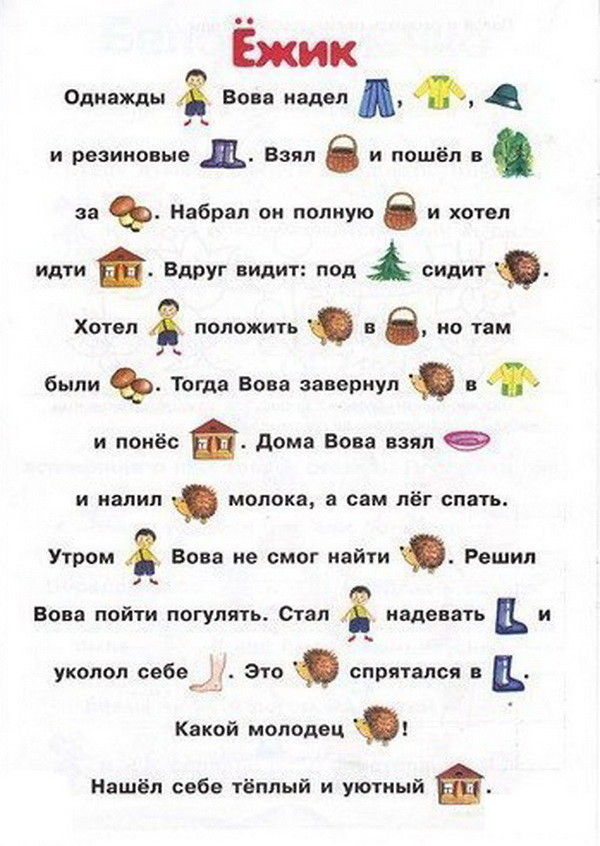 Ёжик
Однажды Вова надел , ,
и резиновые . Взял и пошёл в
за . Набрал он полную и хотел
идти . Вдруг видит: под сидит .
Хотел положить в , но там
были . Тогда Вова завернул в
и понёс . Дома Вова взял
и налил молока, а сам лёг спать.
Утром Вова не смог найти . Решил
Вова пойти погулять. Стал надевать и
уколол себе . Это спрятался в .
Какой молодец !
Нашёл себе тёплый и уютный .